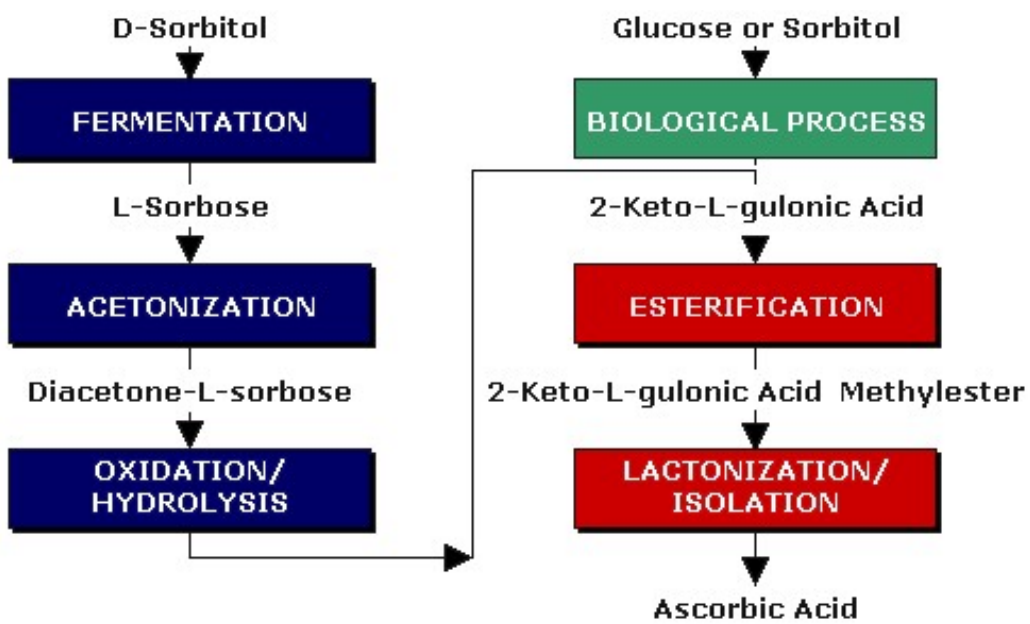 D-Sorbitol
FERMENTATION
L-Sorbose
ACETONIZATION
Diacetone-L-sorbose
OXIDATION/
HYDROLYSIS
Glucose or Sorbitol
BIOLOGICAL PROCESS
2-Keto-L-gulonic Acid
ESTERIFICATION
2-Keto-L-gulonic Acid Methylester
LACTONIZATION/
ISOLATION
Ascorbic Acid